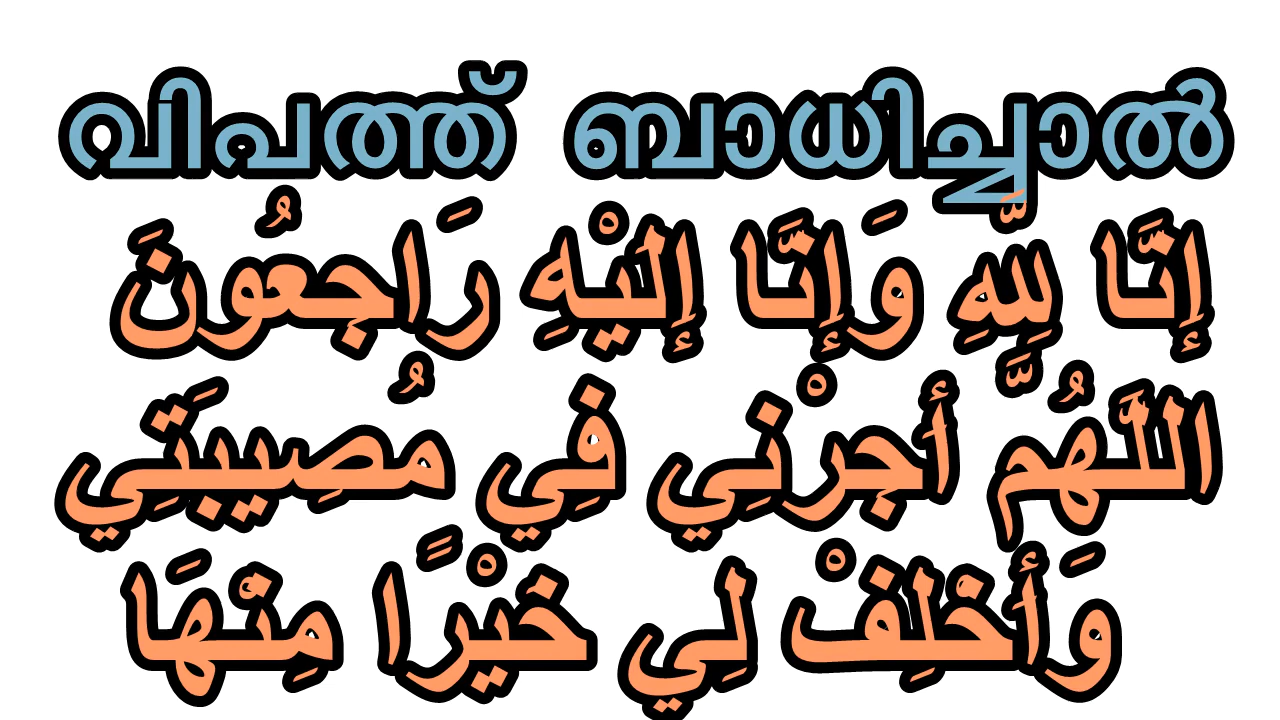 വിപത്ത് ബാധിച്ചാൽ
إِنَّا لِلَّهِ وَإِنَّا إِلَيْهِ رَاجِعُونَ
اللَّهُمَّ أَجِرْنِي فِي مُصِيبَتِي
وَأَخْلِفْ لِي خَيْرًا مِنْهَا